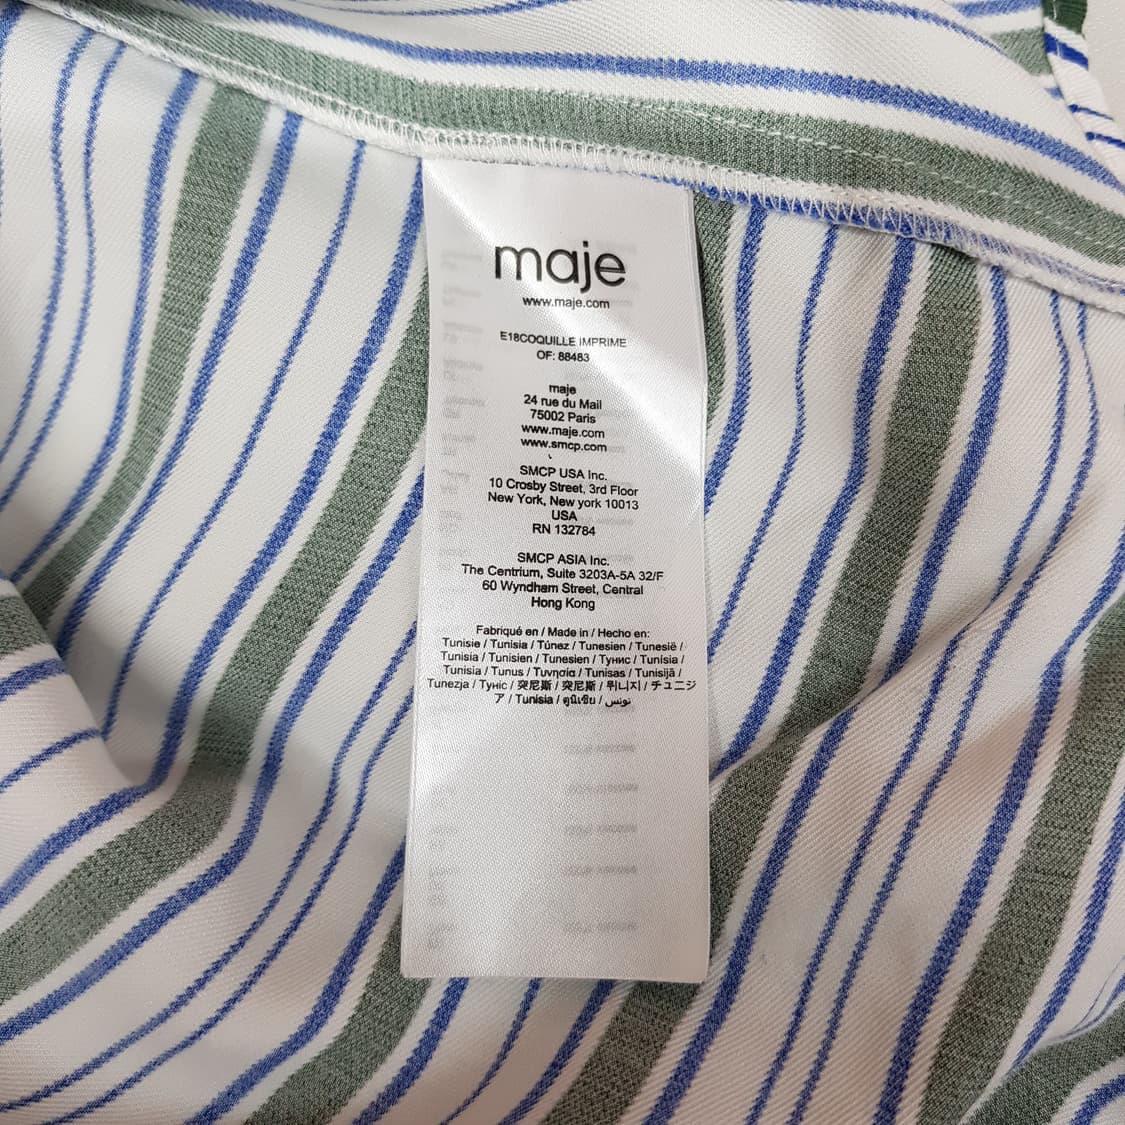 maje
www.maje.com
E18COQUILLE IMPRIME
OF: 88483
maje
24 rue du Mail
75002 Paris
www.maje.com
www.smcp.com
SMCP USA Inc.
10 Crosby Street, 3rd Floor
New York, New york 10013
USA
RN 132784
SMCP ASIA Inc.
The Centrium, Suite 3203A-5A 32/F
60 Wyndham Street, Central
Hong Kong
Fabriqué en / Made in / Hecho en:
Tunisie / Tunisia / Túnez / Tunesien / Tunesië /
Tunisia / Tunisien / Tunesien / Тунис / Tunísia /
Tunisia / Tunus / Τυνησία / Tunisas / Tunisijā /
Tunezja / Туніс / 突尼斯 / 突尼斯 / 튀니지 / チュニジ
ア / Tunisia / ตูนิเซีย / تونس